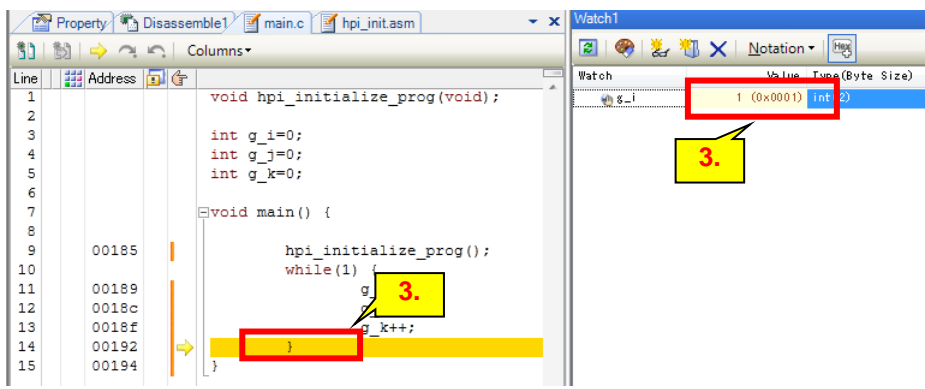 Property Disassemble1 main.c hpi_init.asm
Columns
Line Address
1 void hpi_initialize_prog(void);
2
3 int g_i=0;
4 int g_j=0;
5 int g_k=0;
6
7 void main() {
8
9 00185 hpi_initialize_prog();
10 while(1) {
11 00189 g_
12 0018c
13 0018f g_k++;
14 00192 }
15 00194 }
3.
Watch1
Notation Hex
Watch Value Type(Byte Size)
g_i 1 (0x0001) int(2)
3.